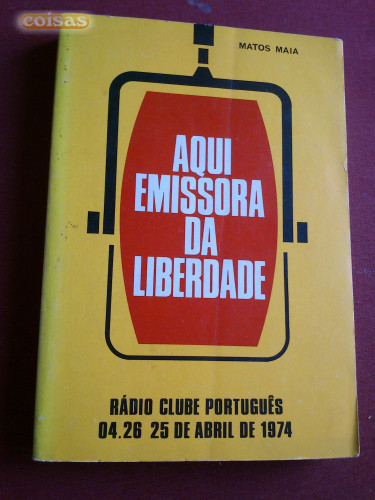 coisas
MATOS MAIA
AQUI
EMISSORA
DA
LIBERDADE
RÁDIO CLUBE PORTUGUÊS
04.26 25 DE ABRIL DE 1974